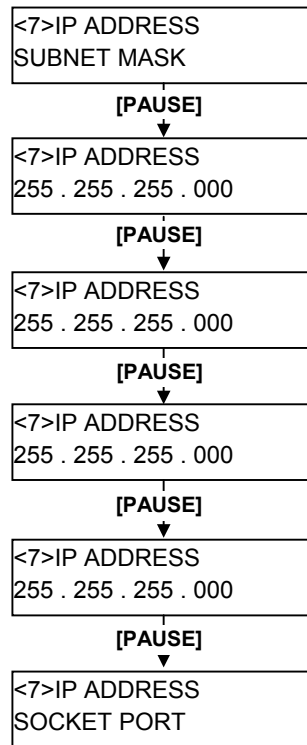 <7>IP ADDRESS
SUBNET MASK
[PAUSE]
<7>IP ADDRESS
255 . 255 . 255 . 000
[PAUSE]
<7>IP ADDRESS
255 . 255 . 255 . 000
[PAUSE]
<7>IP ADDRESS
255 . 255 . 255 . 000
[PAUSE]
<7>IP ADDRESS
255 . 255 . 255 . 000
[PAUSE]
<7>IP ADDRESS
SOCKET PORT